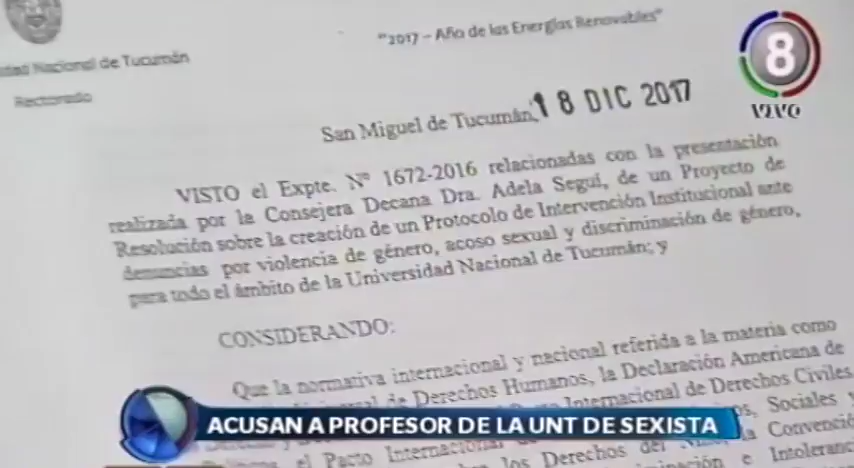 "2017 – Año de las Energías Renovables"
Nacional de Tucumán
Rectorado
8
VIVO
San Miguel de Tucumán, 18 DIC 2017
VISTO el Expte. Nº 1672-2016 relacionadas con la presentación
realizada por la Consejera Decana Dra. Adela Seguí, de un Proyecto de
Resolución sobre la creación de un Protocolo de Intervención Institucional ante
denuncias por violencia de género, acoso sexual y discriminación de género,
para todo el ámbito de la Universidad Nacional de Tucumán; y
CONSIDERANDO:
Que la normativa internacional y nacional referida a la materia como
de Derechos Humanos, la Declaración Americana de
Internacional de Derechos Civiles
Sociales y
el Pacto Internacional
la Convención
los Derechos del
Intolerancia
ACUSAN A PROFESOR DE LA UNT DE SEXISTA